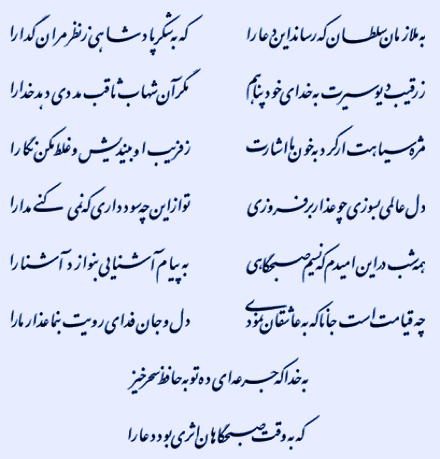 به ملازمان سلطان که رساند این دعا را که به شکر پادشاهی ز نظر مران گدا را
ز رقیب دیوسیرت به خدای خود پناهم مگر آن شهاب ثاقب مددی دهد خدا را
مژه سیاهت ار کرد به خون ما اشارت ز فریب او بیندیش و غلط مکن نگارا
دل عالمی بسوزی چو عذار برفروزی تو از این چه سود داری که نمی کنی مدارا
همه شب در این امیدم که نسیم صبحگاهی به پیام آشنایی بنوازد آشنا را
چه قیامت است جانا که به عاشقان نمودی دل و جان فدای رویت بنما عذار ما را
به خدا که جرعه ای ده تو به حافظ سحرخیز
که به وقت صبحگاهان اثری بود دعا را